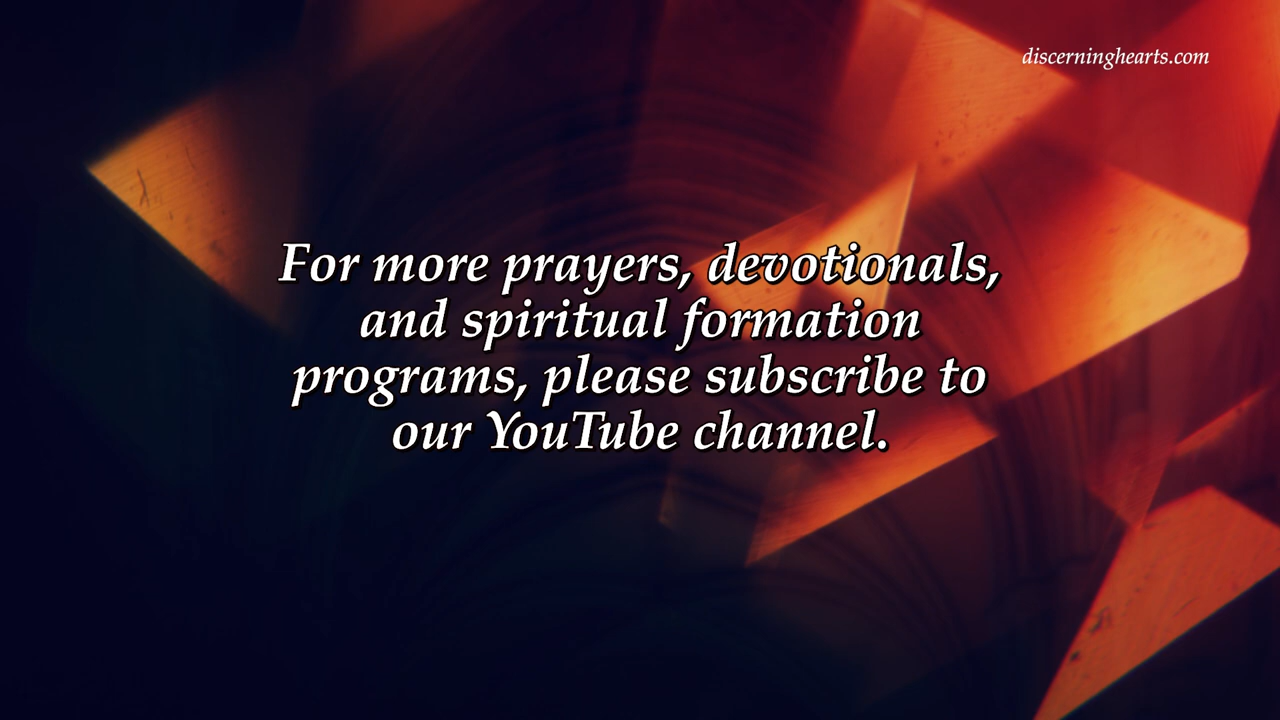 discerninghearts.com
For more prayers, devotionals,
and spiritual formation
programs, please subscribe to
our YouTube channel.